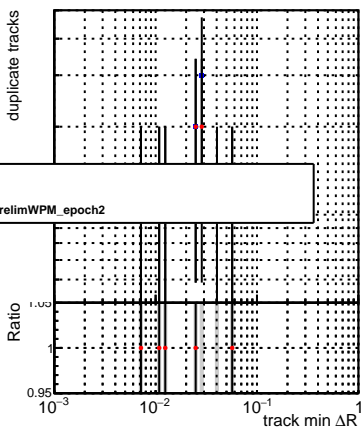 duplicate tracks
relimWPM_epoch2
Ratio
1.05
1
0.95
10⁻³ 10⁻² 10⁻¹ 1
track min ΔR